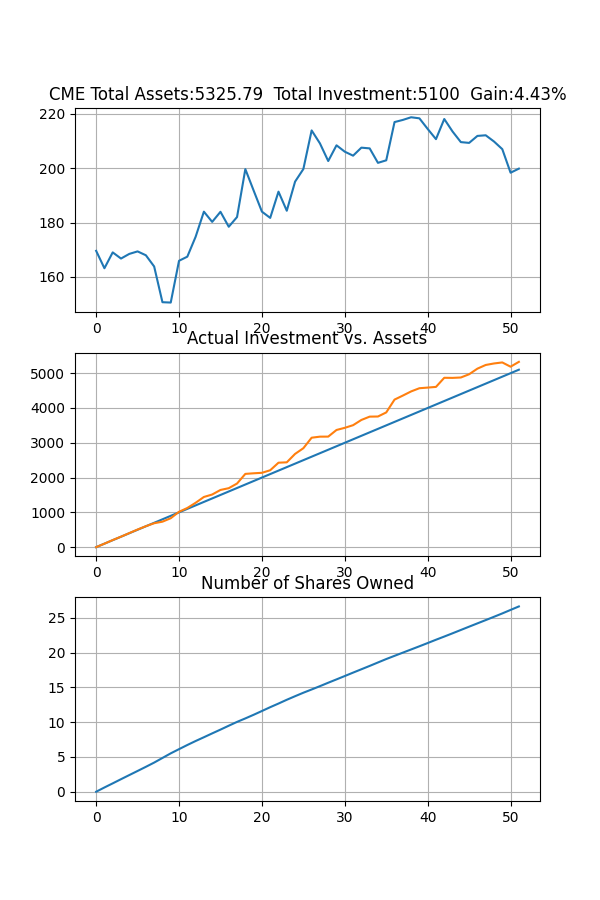 CME Total Assets:5325.79  Total Investment:5100  Gain:4.43%
220
200
180
160
0 10 20 30 40 50
Actual Investment vs. Assets
5000
4000
3000
2000
1000
0
0 10 20 30 40 50
Number of Shares Owned
25
20
15
10
5
0
0 10 20 30 40 50